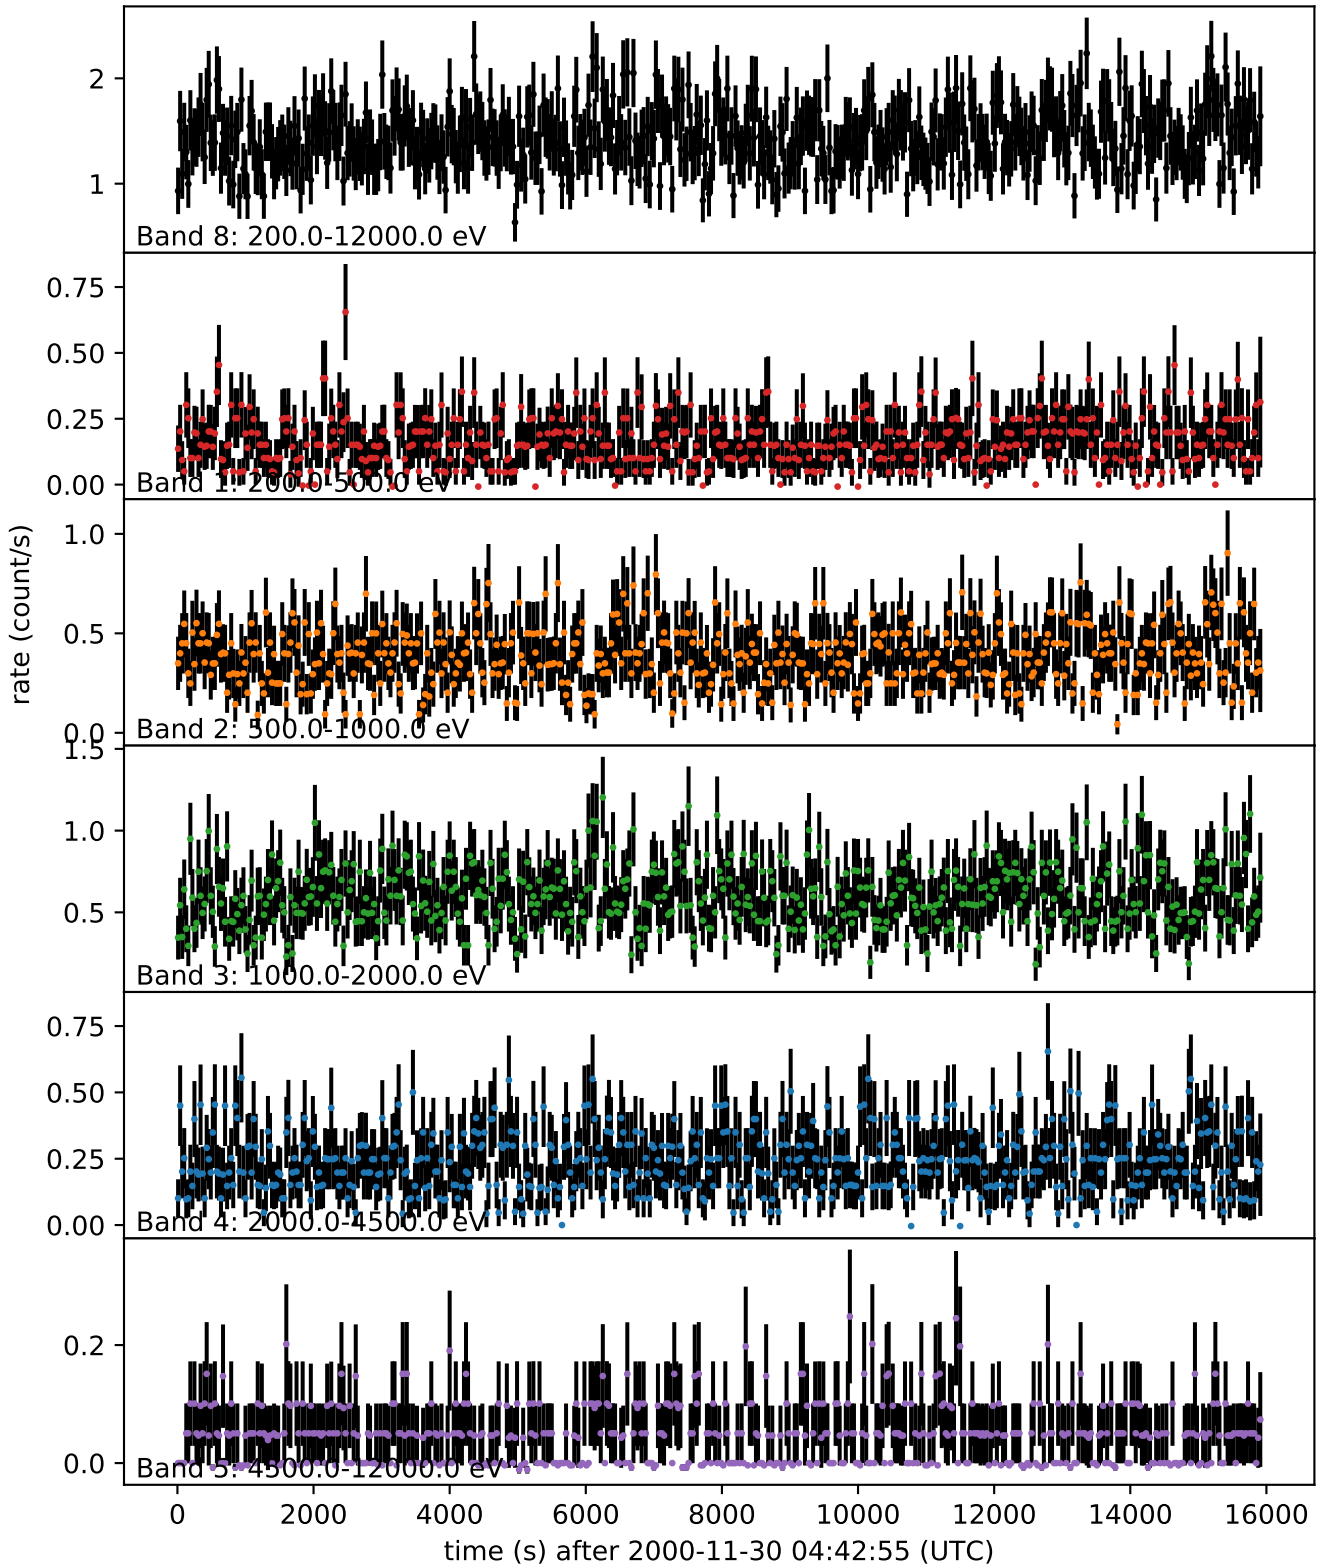 2
1
Band 8: 200.0-12000.0 eV
0.75
0.50
0.25
0.00
Band 1: 200.0-500.0 eV
1.0
0.5
0.0
Band 2: 500.0-1000.0 eV
rate (count/s)
1.5
1.0
0.5
Band 3: 1000.0-2000.0 eV
0.75
0.50
0.25
0.00
Band 4: 2000.0-4500.0 eV
0.2
0.0
Band 5: 4500.0-12000.0 eV
0 2000 4000 6000 8000 10000 12000 14000 16000
time (s) after 2000-11-30 04:42:55 (UTC)